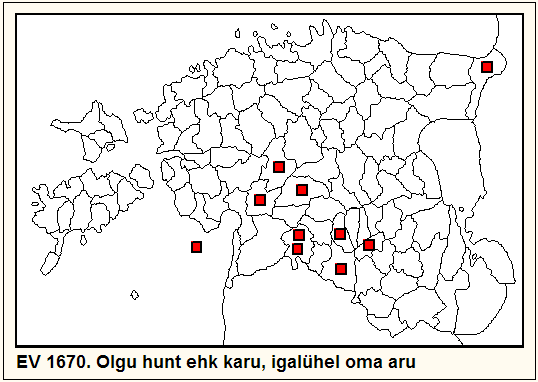 EV 1670. Olgu hunt ehk karu, igalühel oma aru